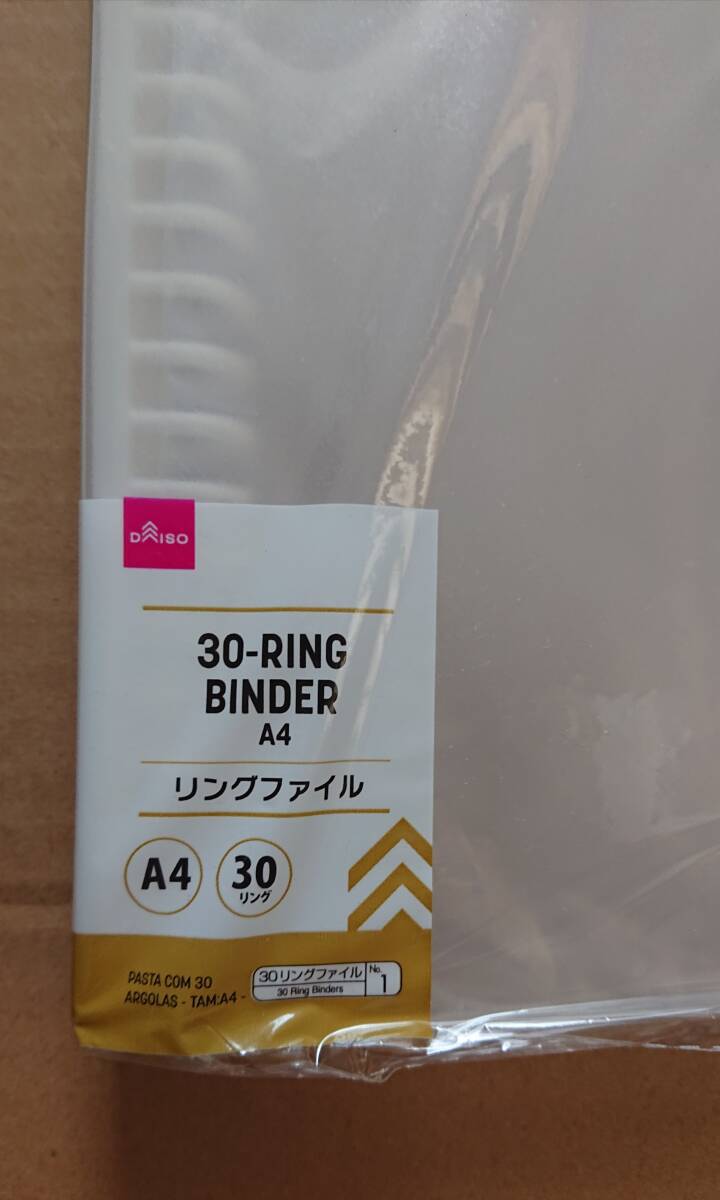 DAISO
30-RING
BINDER
A4
リングファイル
A4
30
リング
PASTA COM 30
ARGOLAS - TAM:A4 -
30リングファイル
30 Ring Binders
No.
1